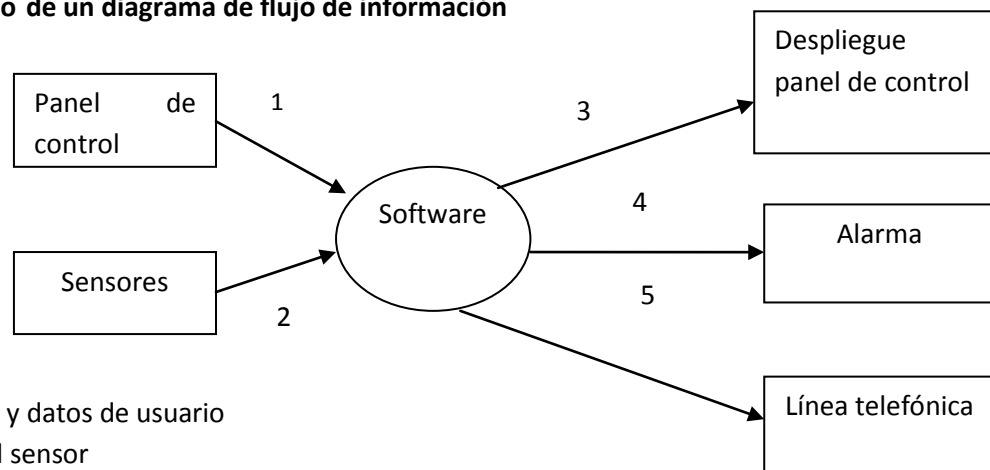 o de un diagrama de flujo de información
Despliegue
panel de control
Panel de
control
1
3
Software
4
Alarma
Sensores
2
5
Línea telefónica
y datos de usuario
sensor